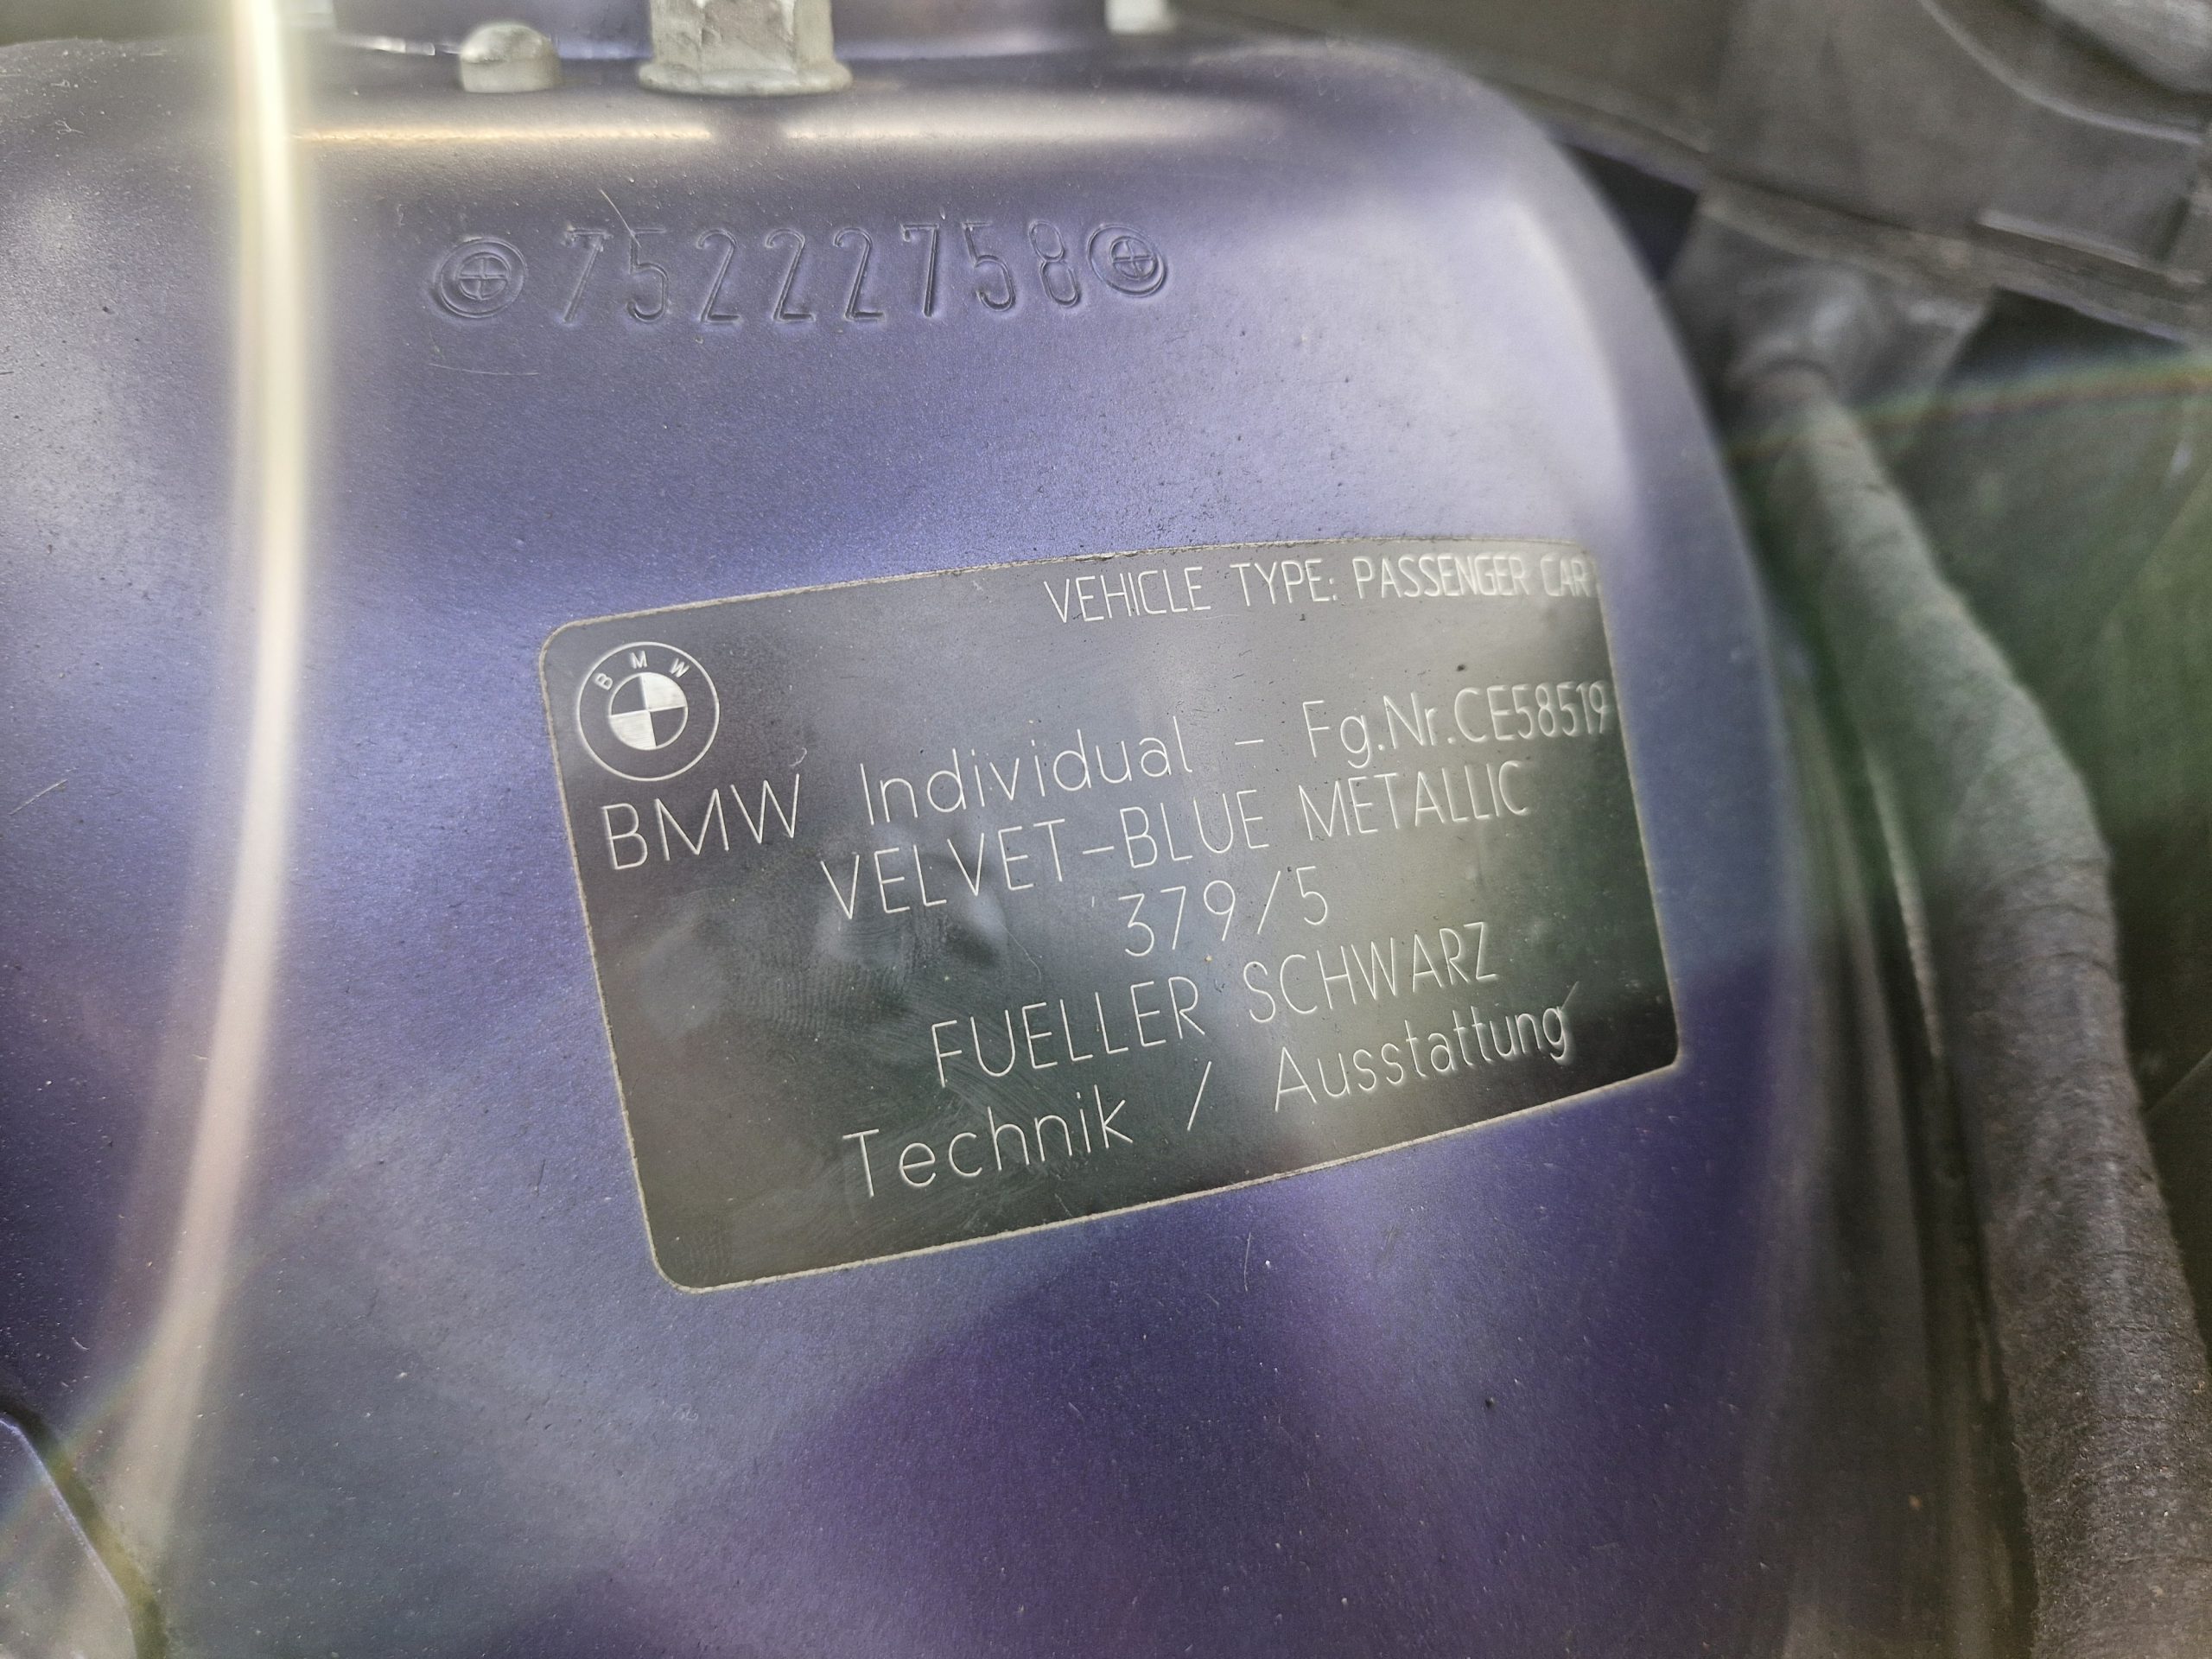 75222758
VEHICLE TYPE: PASSENGER CAR
BMW
BMW Individual - Fg.Nr.CE58519
VELVET-BLUE METALLIC
379/5
FUELLER SCHWARZ
Technik / Ausstattung